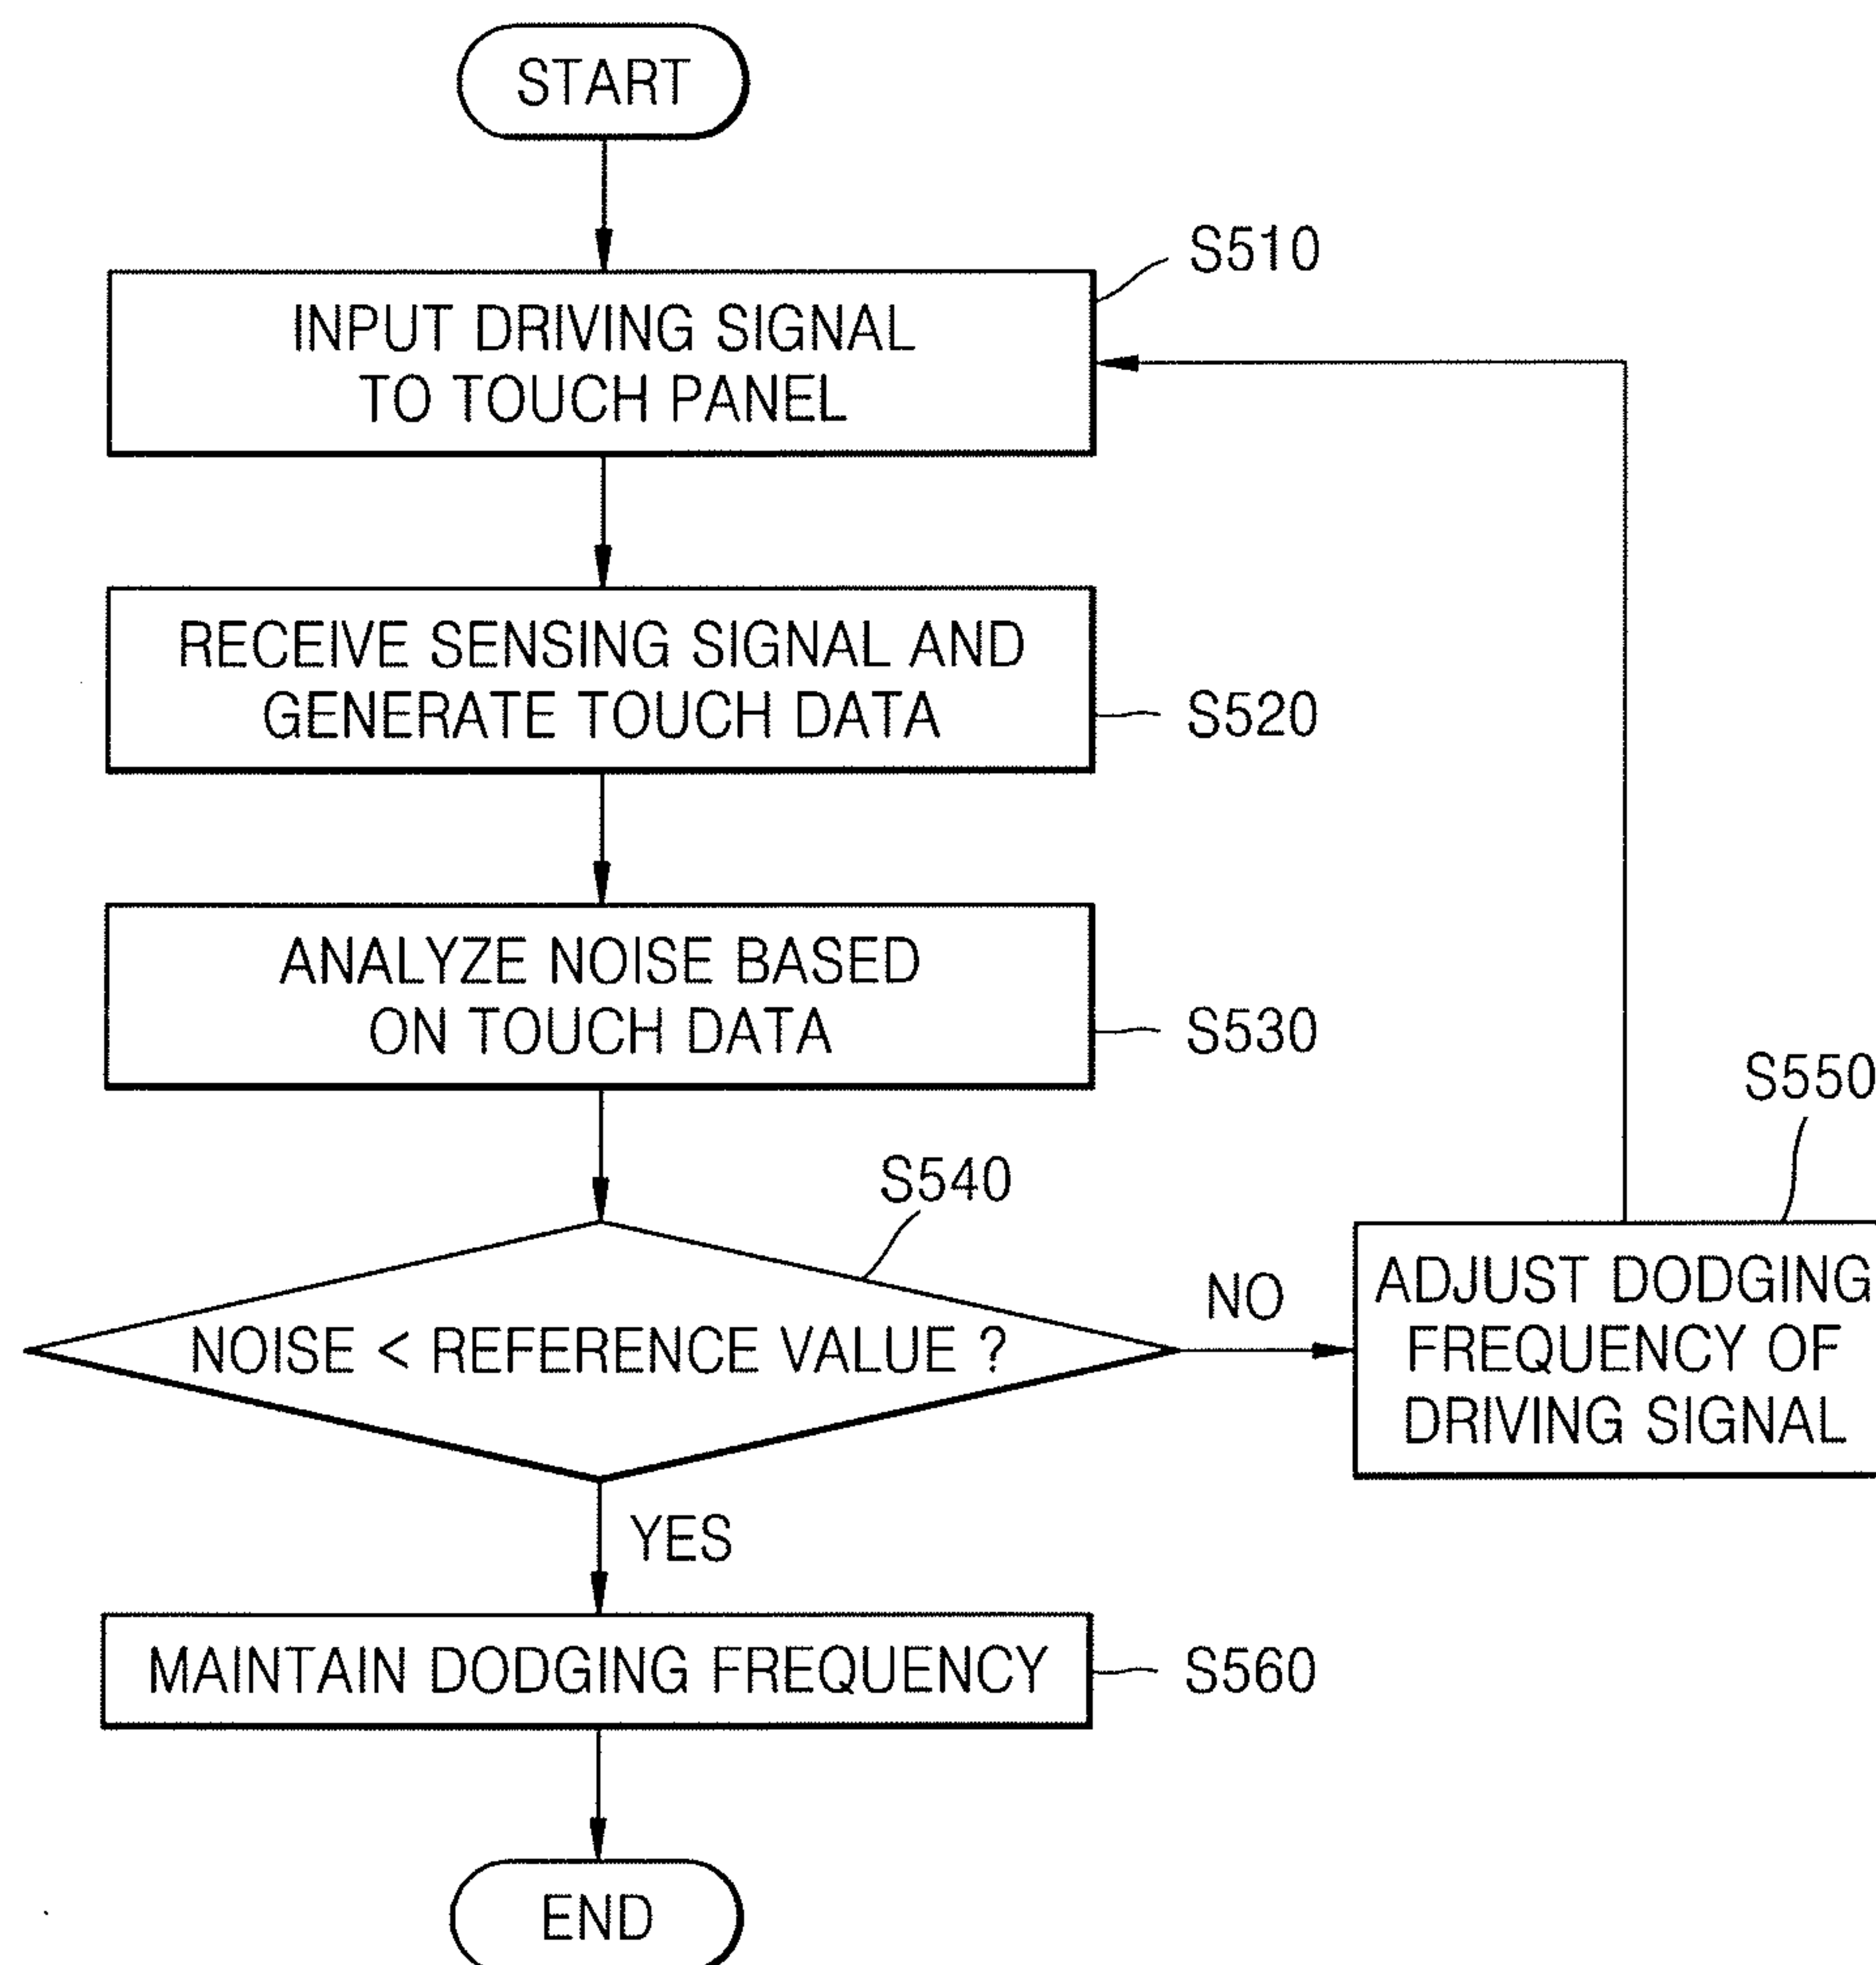 START
S510
INPUT DRIVING SIGNAL
TO TOUCH PANEL
RECEIVE SENSING SIGNAL AND
GENERATE TOUCH DATA
S520
ANALYZE NOISE BASED
ON TOUCH DATA
S530
S550
S540
NOISE < REFERENCE VALUE ?
NO
ADJUST DODGING
FREQUENCY OF
DRIVING SIGNAL
YES
MAINTAIN DODGING FREQUENCY
S560
END